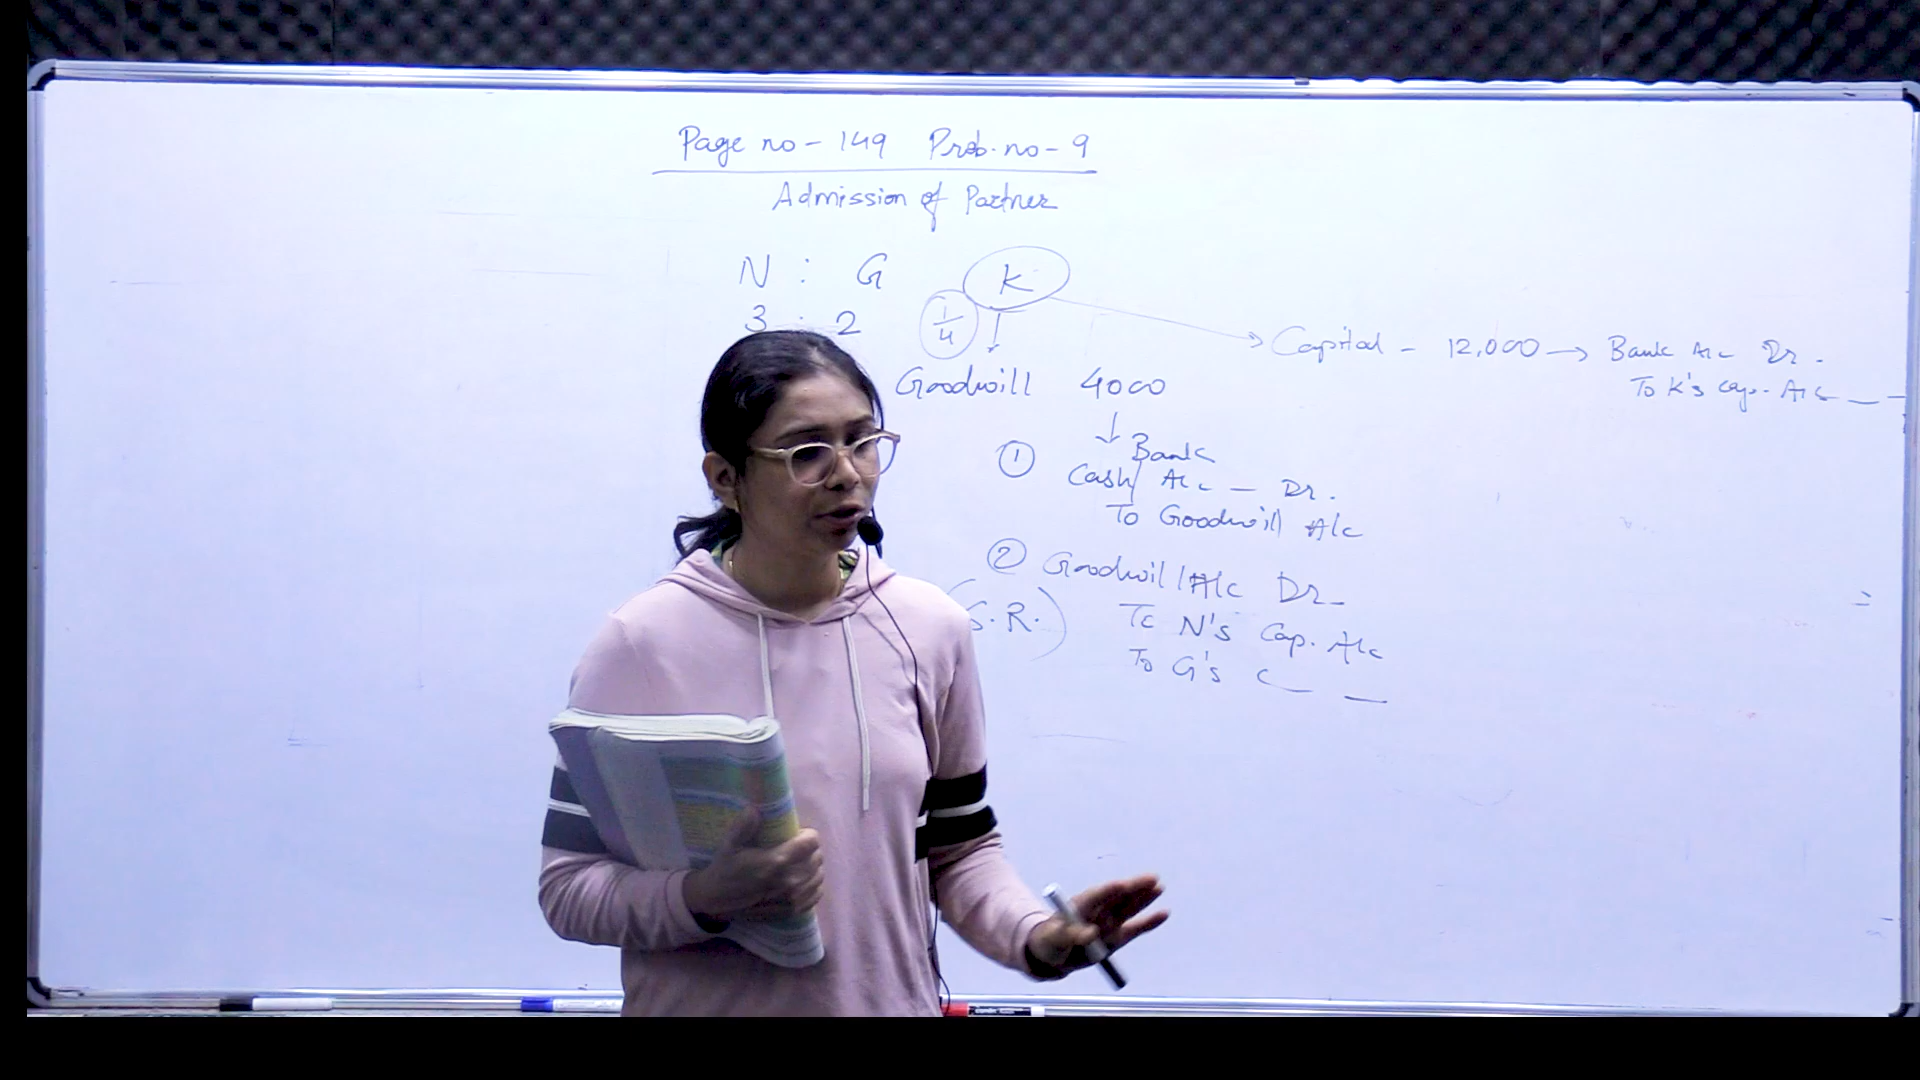 Page no - 149 Prob. no - 9
Admission of Partner
N : G K
3 : 2 1/4
Capital - 12,000 → Bank A/c Dr.
To K's Cap. A/c
Goodwill 4000
① Bank
Cash/ A/c - Dr.
To Goodwill A/c
② Goodwill A/c Dr
S.R.) To N's Cap. A/c
To G's